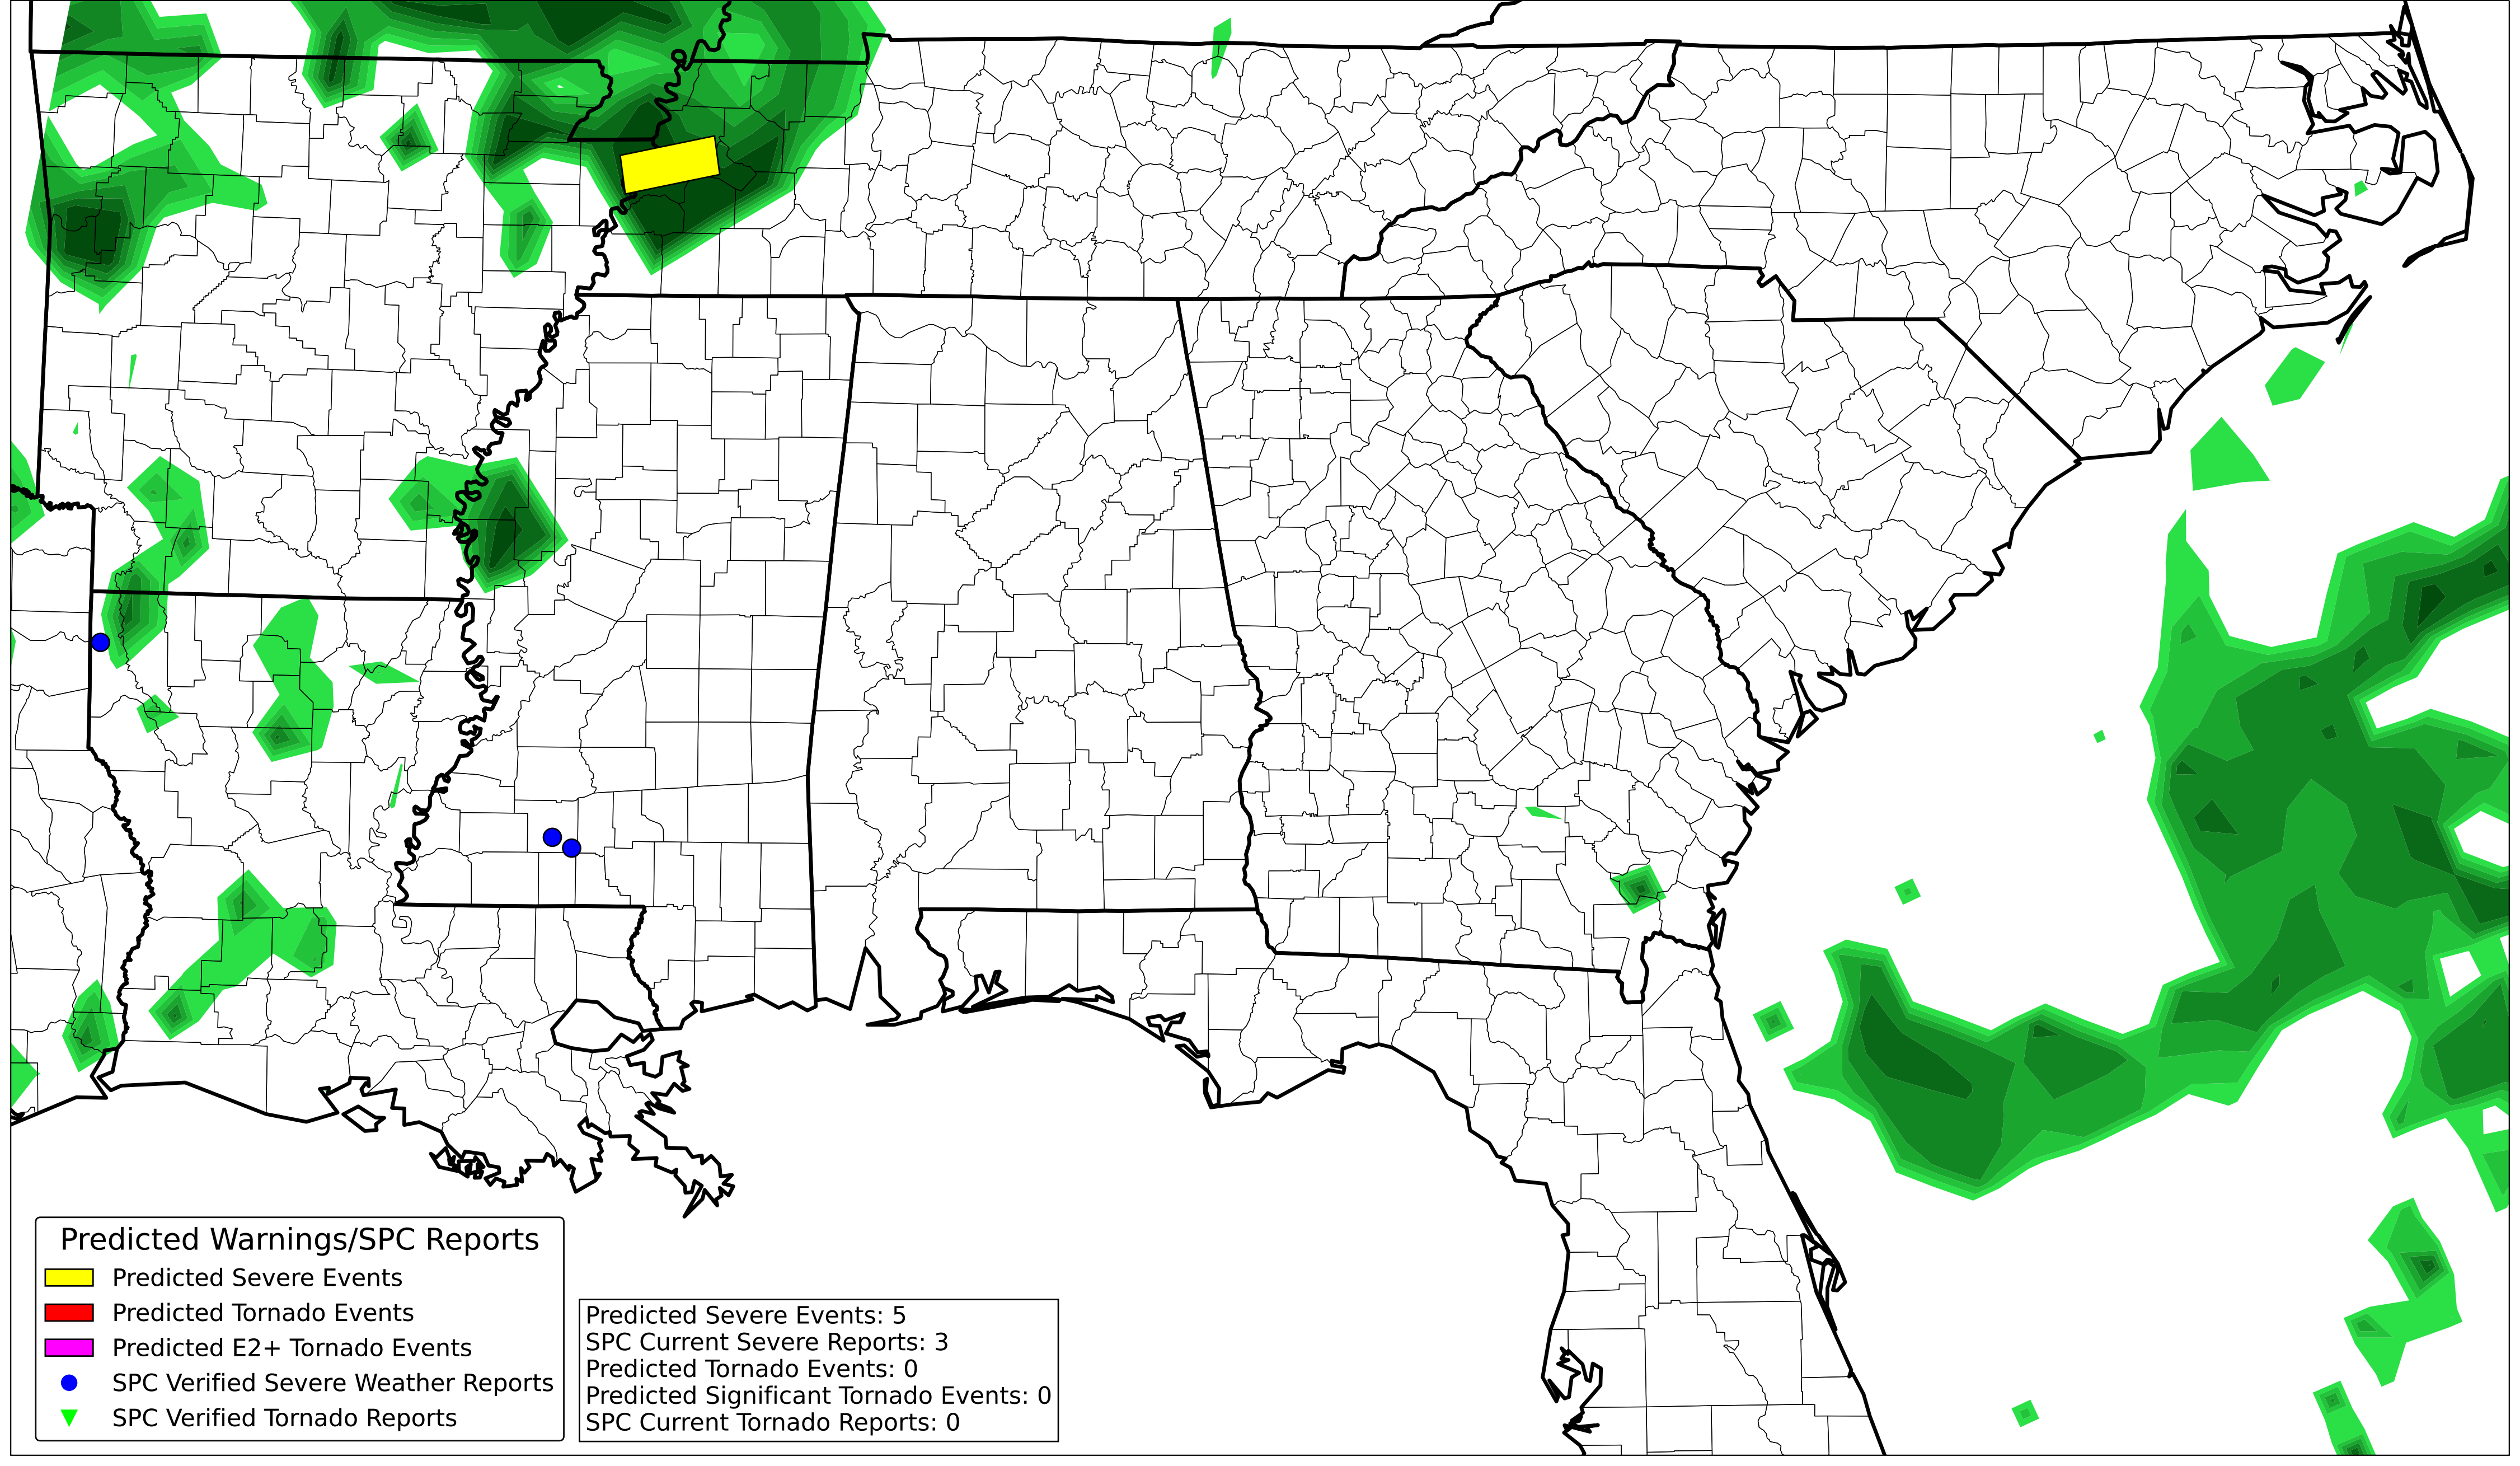 Predicted Warnings/SPC Reports
Predicted Severe Events
Predicted Tornado Events
Predicted E2+ Tornado Events
SPC Verified Severe Weather Reports
SPC Verified Tornado Reports
Predicted Severe Events: 5
SPC Current Severe Reports: 3
Predicted Tornado Events: 0
Predicted Significant Tornado Events: 0
SPC Current Tornado Reports: 0